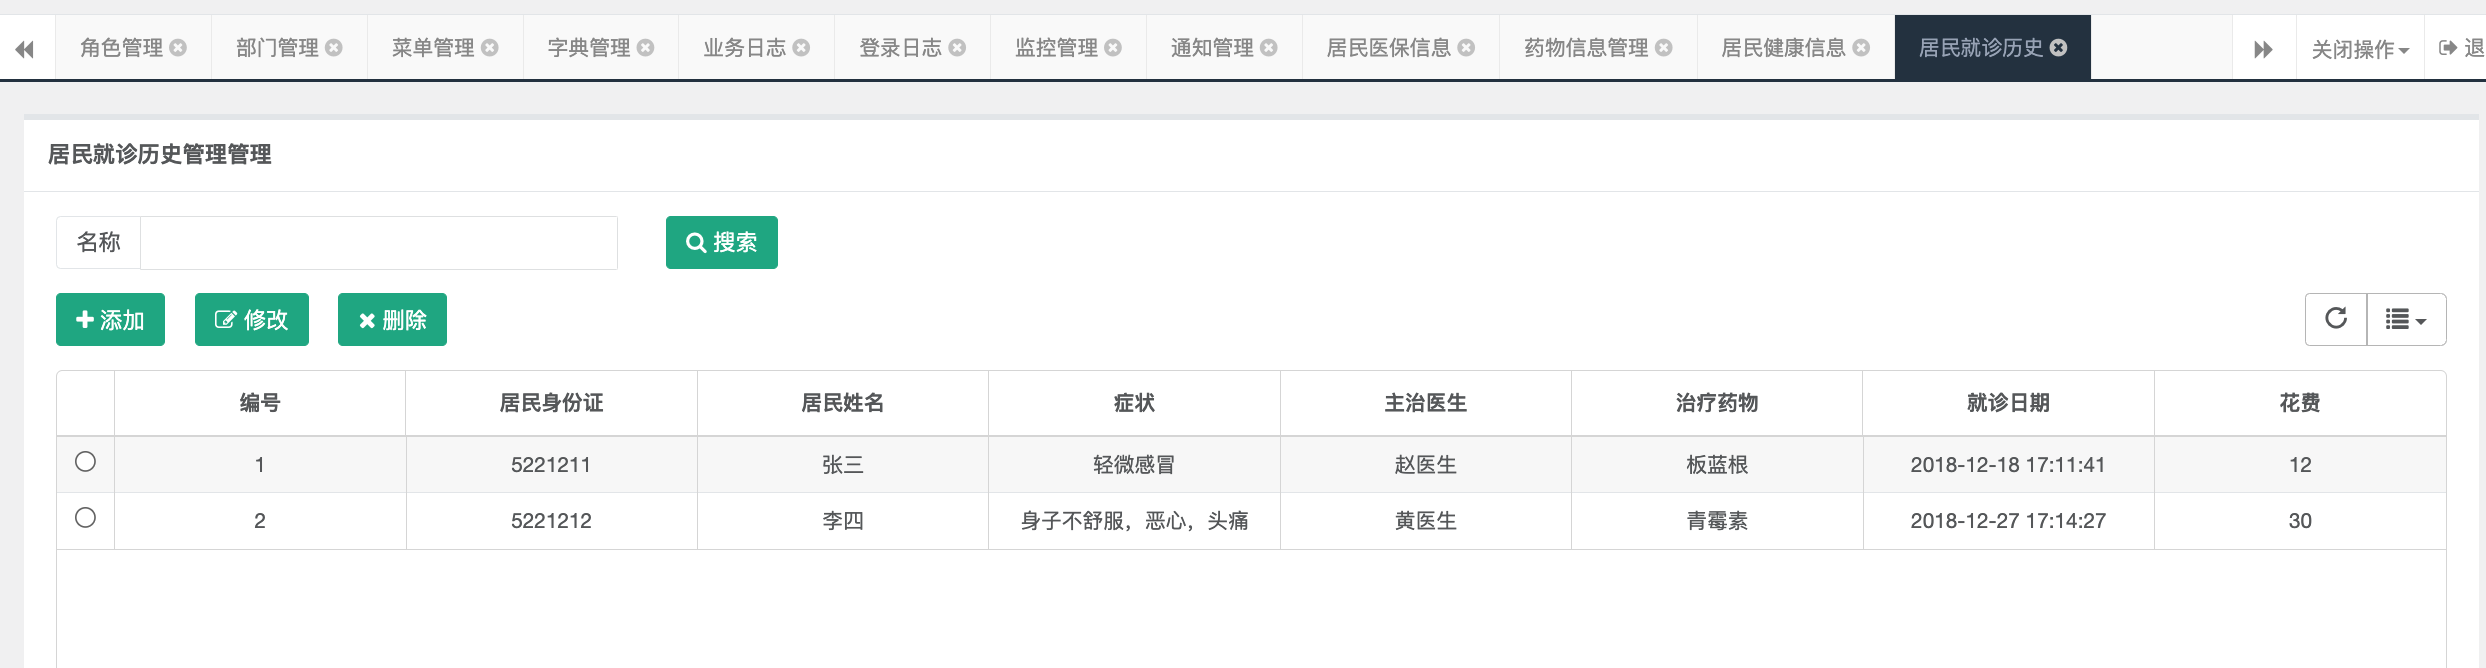 角色管理 部门管理 菜单管理 字典管理 业务日志 登录日志 监控管理 通知管理 居民医保信息 药物信息管理 居民健康信息 居民就诊历史 关闭操作 退
居民就诊历史管理管理
名称 搜索
添加 修改 删除
编号 居民身份证 居民姓名 症状 主治医生 治疗药物 就诊日期 花费
1 5221211 张三 轻微感冒 赵医生 板蓝根 2018-12-18 17:11:41 12
2 5221212 李四 身子不舒服，恶心，头痛 黄医生 青霉素 2018-12-27 17:14:27 30